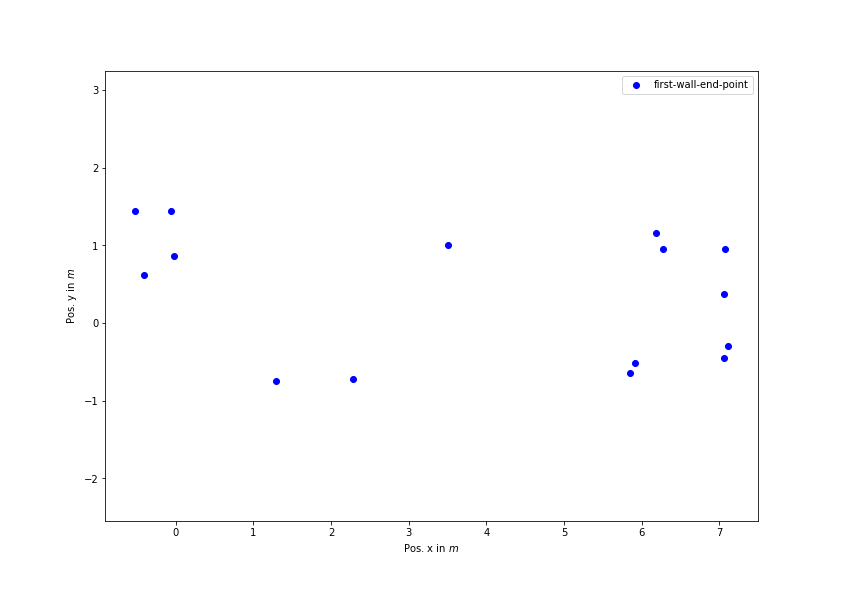 first-wall-end-point
3
2
1
0
−1
−2
Pos. y in m
0 1 2 3 4 5 6 7
Pos. x in m